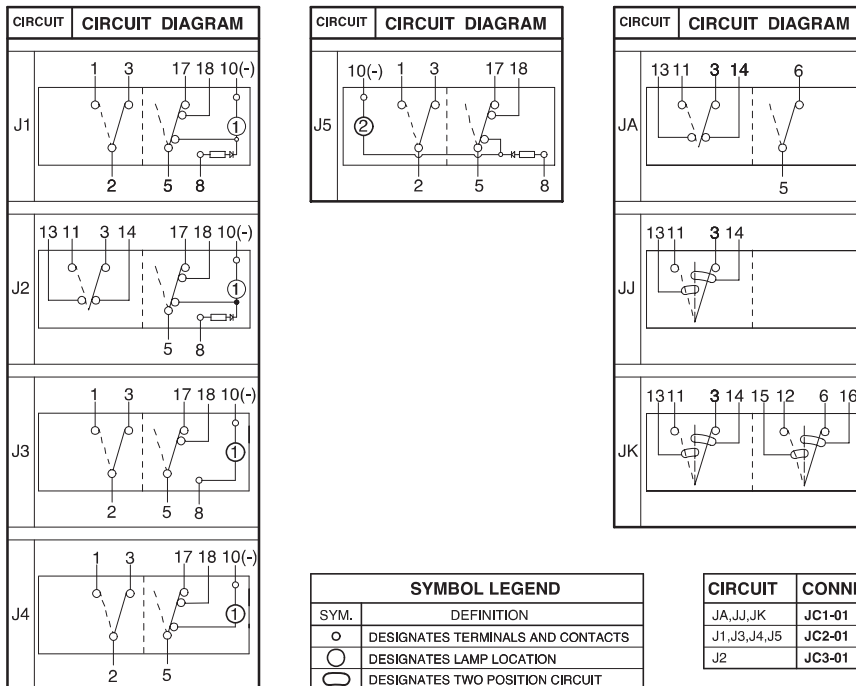 CIRCUIT CIRCUIT DIAGRAM
1 3 17 18 10(-)
J1
1
2 5 8
13 11 3 14 17 18 10(-)
J2
1
5 8
1 3 17 18 10(-)
J3
1
2 5 8
1 3 17 18 10(-)
J4
1
2 5
CIRCUIT CIRCUIT DIAGRAM
10(-) 1 3 17 18
J5
2
2 5 8
CIRCUIT CIRCUIT DIAGRAM
13 11 3 14 6
JA
5
13 11 3 14
JJ
13 11 3 14 15 12 6 16
JK
SYMBOL LEGEND
SYM. DEFINITION
DESIGNATES TERMINALS AND CONTACTS
DESIGNATES LAMP LOCATION
DESIGNATES TWO POSITION CIRCUIT
CIRCUIT CONNE
JA,JJ,JK JC1-01
J1,J3,J4,J5 JC2-01
J2 JC3-01